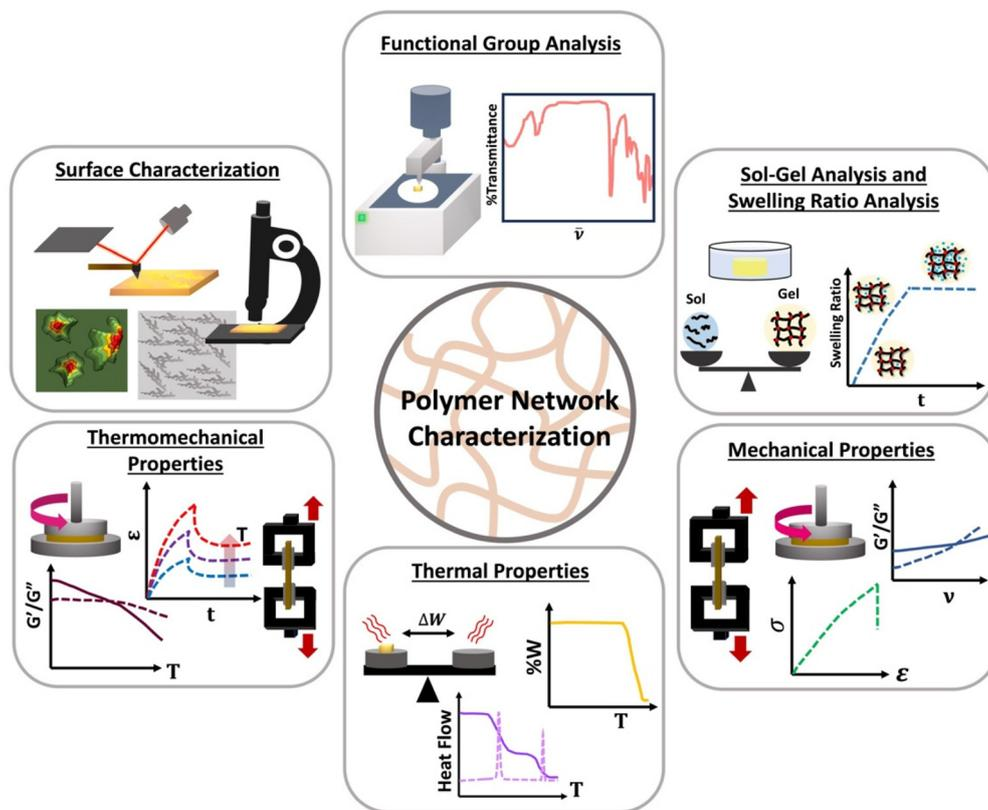 Functional Group Analysis
%Transmittance
ν̄
Surface Characterization
Sol-Gel Analysis and
Swelling Ratio Analysis
Sol
Gel
Swelling Ratio
t
Polymer Network
Characterization
Thermomechanical
Properties
ε
T
t
G’/G”
T
Mechanical Properties
G’/G”
ν
σ
ε
Thermal Properties
ΔW
%W
T
Heat Flow
T